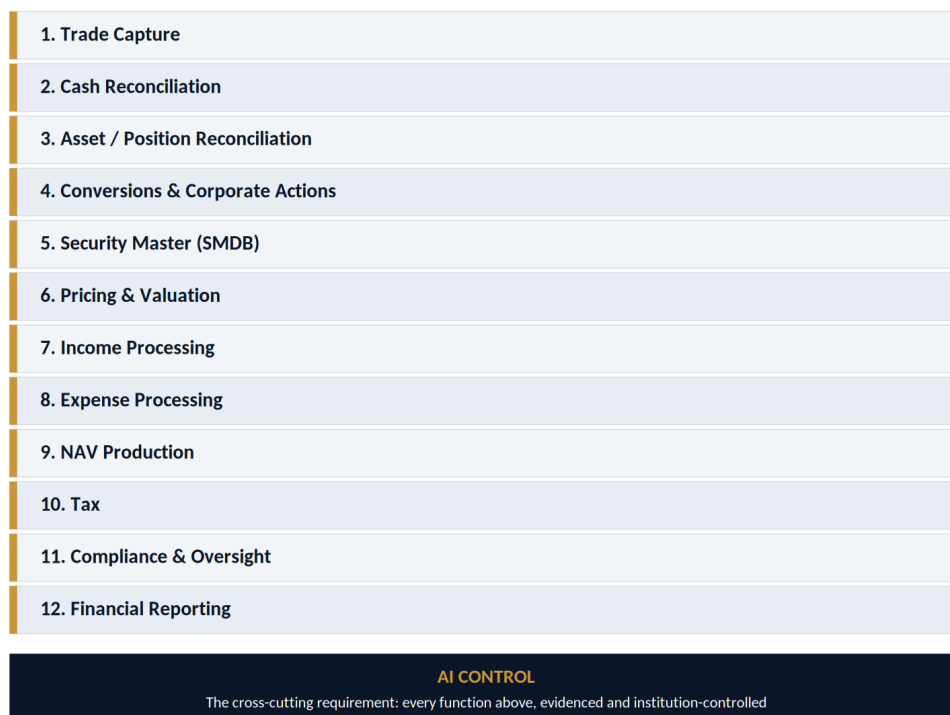 1. Trade Capture
2. Cash Reconciliation
3. Asset / Position Reconciliation
4. Conversions & Corporate Actions
5. Security Master (SMDB)
6. Pricing & Valuation
7. Income Processing
8. Expense Processing
9. NAV Production
10. Tax
11. Compliance & Oversight
12. Financial Reporting
AI CONTROL
The cross-cutting requirement: every function above, evidenced and institution-controlled